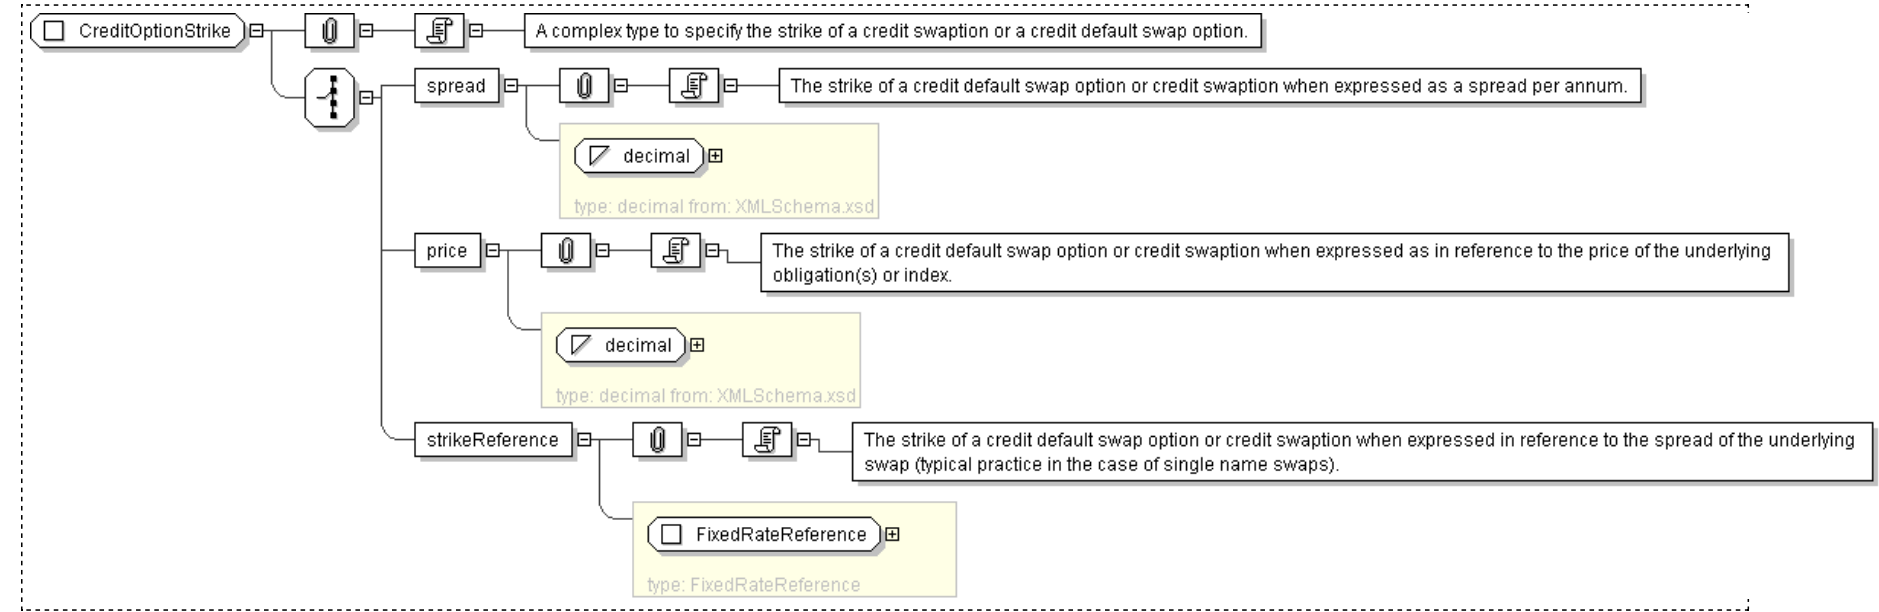 CreditOptionStrike
A complex type to specify the strike of a credit swaption or a credit default swap option.
spread
The strike of a credit default swap option or credit swaption when expressed as a spread per annum.
decimal
type: decimal from: XMLSchema.xsd
price
The strike of a credit default swap option or credit swaption when expressed as in reference to the price of the underlying
obligation(s) or index.
decimal
type: decimal from: XMLSchema.xsd
strikeReference
The strike of a credit default swap option or credit swaption when expressed in reference to the spread of the underlying
swap (typical practice in the case of single name swaps).
FixedRateReference
type: FixedRateReference